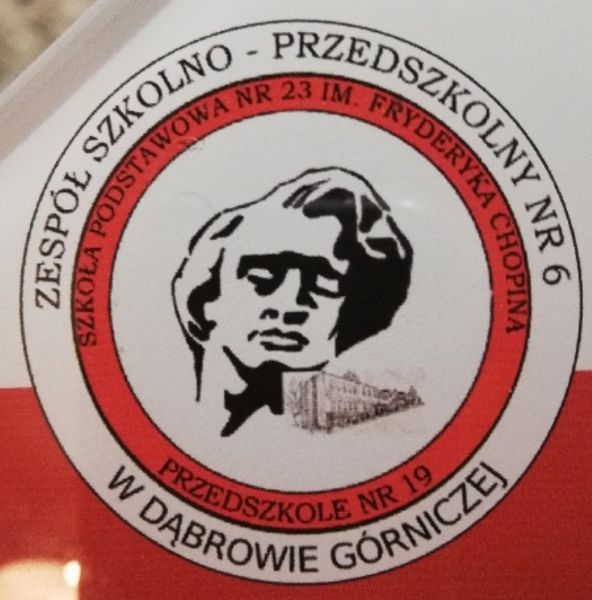 ZESPÓŁ SZKOLNO - PRZEDSZKOLNY NR 6
SZKOŁA PODSTAWOWA NR 23 IM. FRYDERYKA CHOPINA
PRZEDSZKOLE NR 19
W DĄBROWIE GÓRNICZEJ